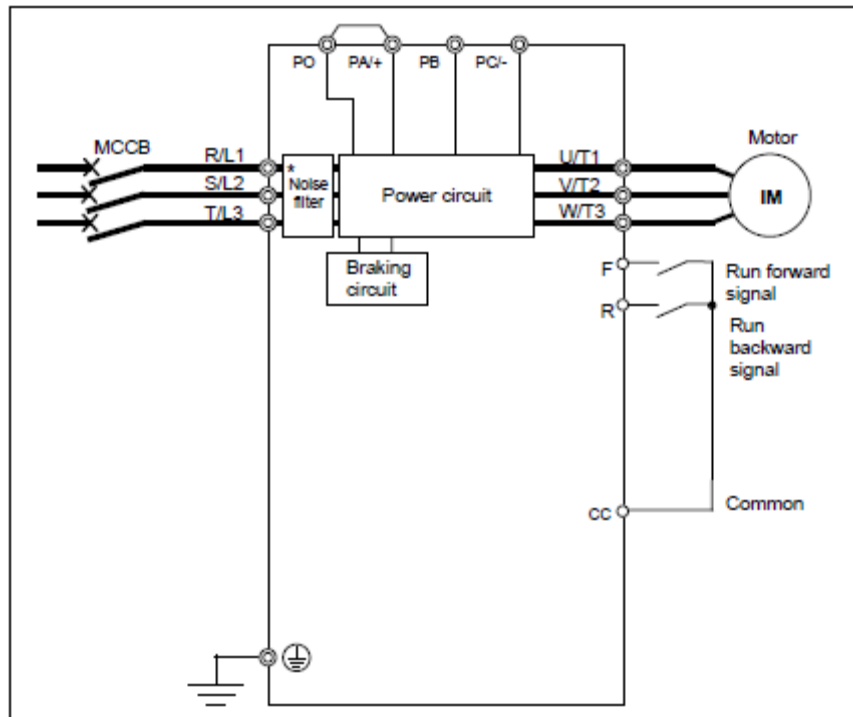 PO
PA/+
PB
PC/-
MCCB
R/L1
S/L2
T/L3
*
Noise
filter
Power circuit
Braking
circuit
U/T1
V/T2
W/T3
Motor
IM
F
Run forward
signal
R
Run
backward
signal
CC
Common